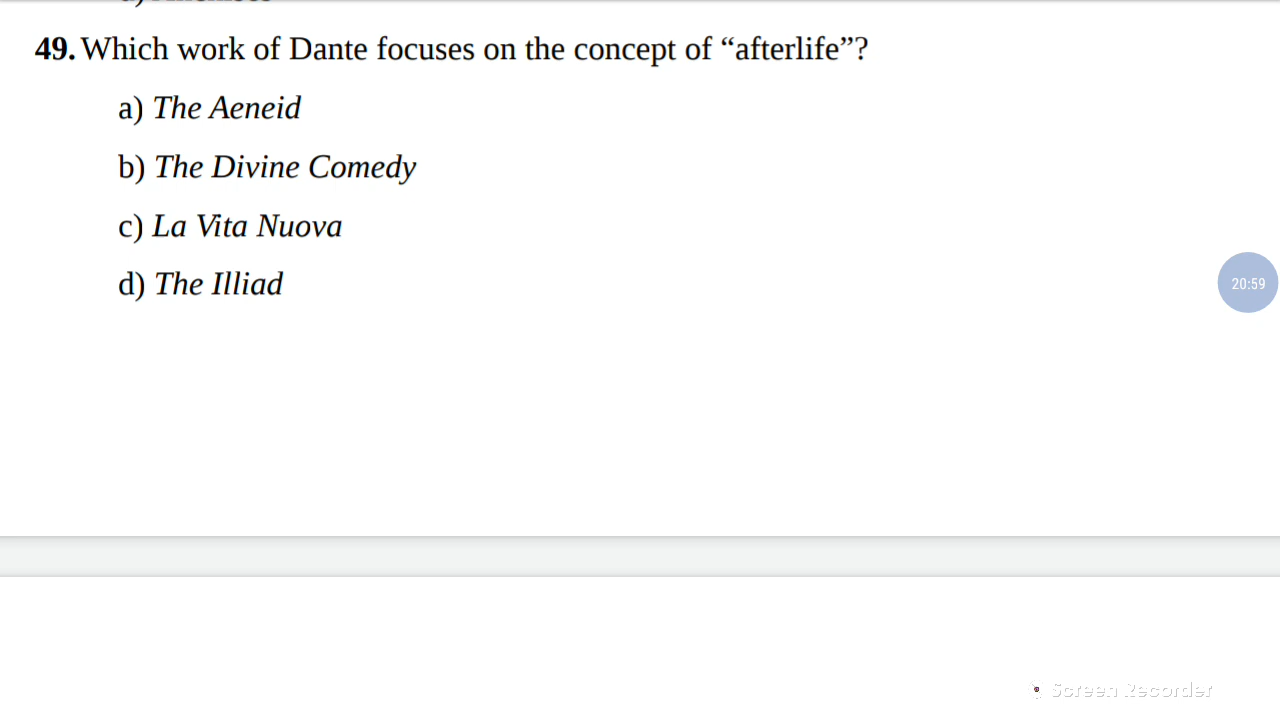 49. Which work of Dante focuses on the concept of “afterlife”?
a) The Aeneid
b) The Divine Comedy
c) La Vita Nuova
d) The Illiad
20:59
Screen Recorder